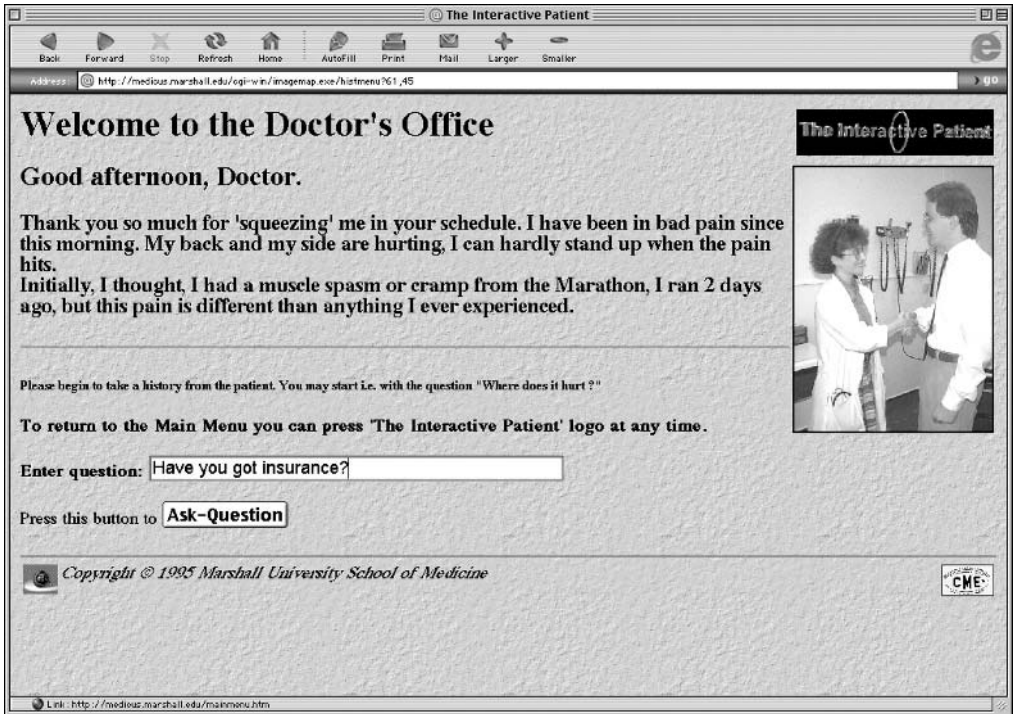 The Interactive Patient
Back Forward Stop Refresh Home AutoFill Print Mail Larger Smaller
Address: http://medicus.marshall.edu/cgi-win/imagemap.exe/histmenu?61,45 go
Welcome to the Doctor's Office
The Interactive Patient
Good afternoon, Doctor.
Thank you so much for 'squeezing' me in your schedule. I have been in bad pain since
this morning. My back and my side are hurting, I can hardly stand up when the pain
hits.
Initially, I thought, I had a muscle spasm or cramp from the Marathon, I ran 2 days
ago, but this pain is different than anything I ever experienced.
Please begin to take a history from the patient. You may start i.e. with the question "Where does it hurt ?"
To return to the Main Menu you can press 'The Interactive Patient' logo at any time.
Enter question: Have you got insurance?
Press this button to Ask-Question
Copyright © 1995 Marshall University School of Medicine
CME
Link: http://medicus.marshall.edu/mainmenu.htm